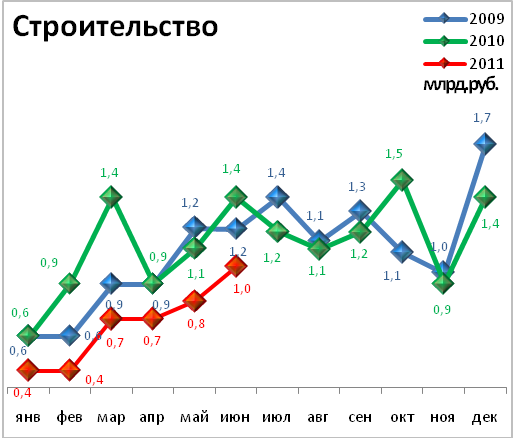 Строительство
2009
2010
2011
млрд.руб.
1,7
1,4 1,4 1,4 1,5
1,2 1,3 1,4
0,9 0,9 1,1 1,0
0,6 1,1 1,2 1,2 1,1 1,2 1,1
0,6 0,6 0,9 0,9 1,0 0,9
0,7 0,7 0,8
0,4 0,4
янв фев мар апр май июн июл авг сен окт ноя дек